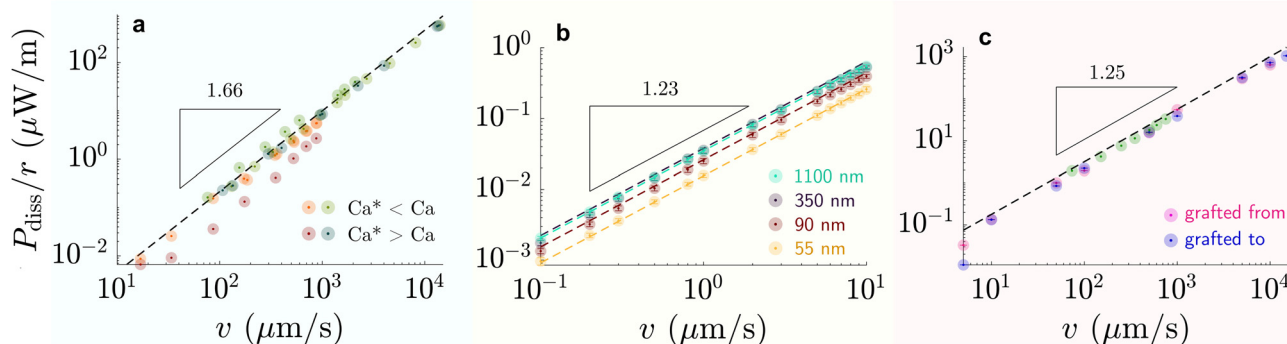 a
P_diss/r (μW/m)
10^2
10^0
10^-2
1.66
Ca* < Ca
Ca* > Ca
10^1 10^2 10^3 10^4
v (μm/s)
b
10^0
10^-1
10^-2
10^-3
1.23
1100 nm
350 nm
90 nm
55 nm
10^-1 10^0 10^1
v (μm/s)
c
10^3
10^1
10^-1
1.25
grafted from
grafted to
10^1 10^2 10^3 10^4
v (μm/s)